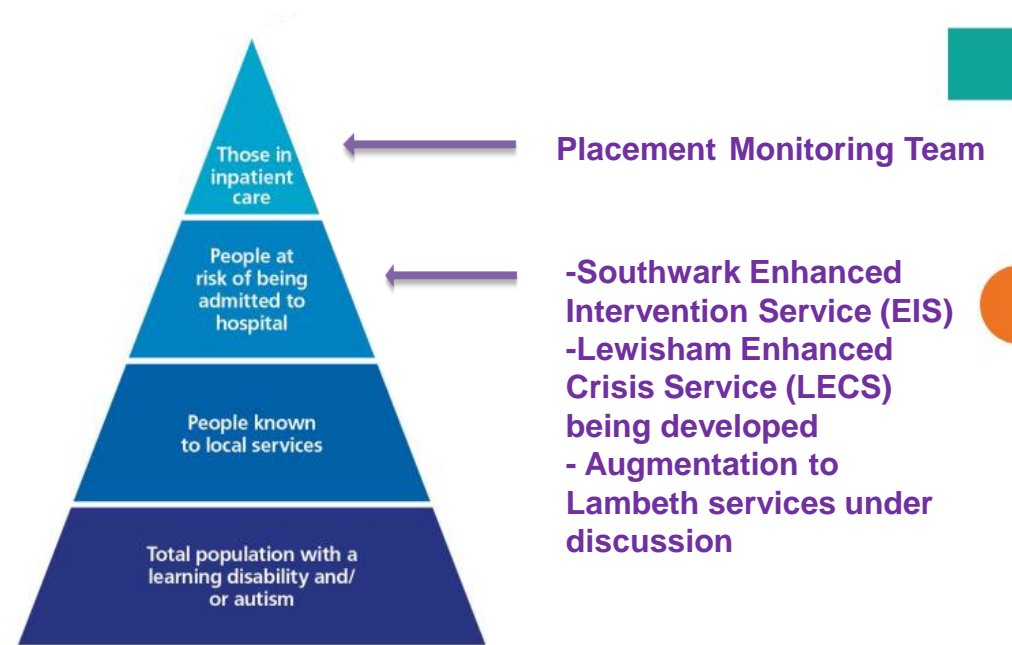 Those in
inpatient
care
Placement Monitoring Team
People at
risk of being
admitted to
hospital
-Southwark Enhanced
Intervention Service (EIS)
-Lewisham Enhanced
Crisis Service (LECS)
being developed
- Augmentation to
Lambeth services under
discussion
People known
to local services
Total population with a
learning disability and/
or autism